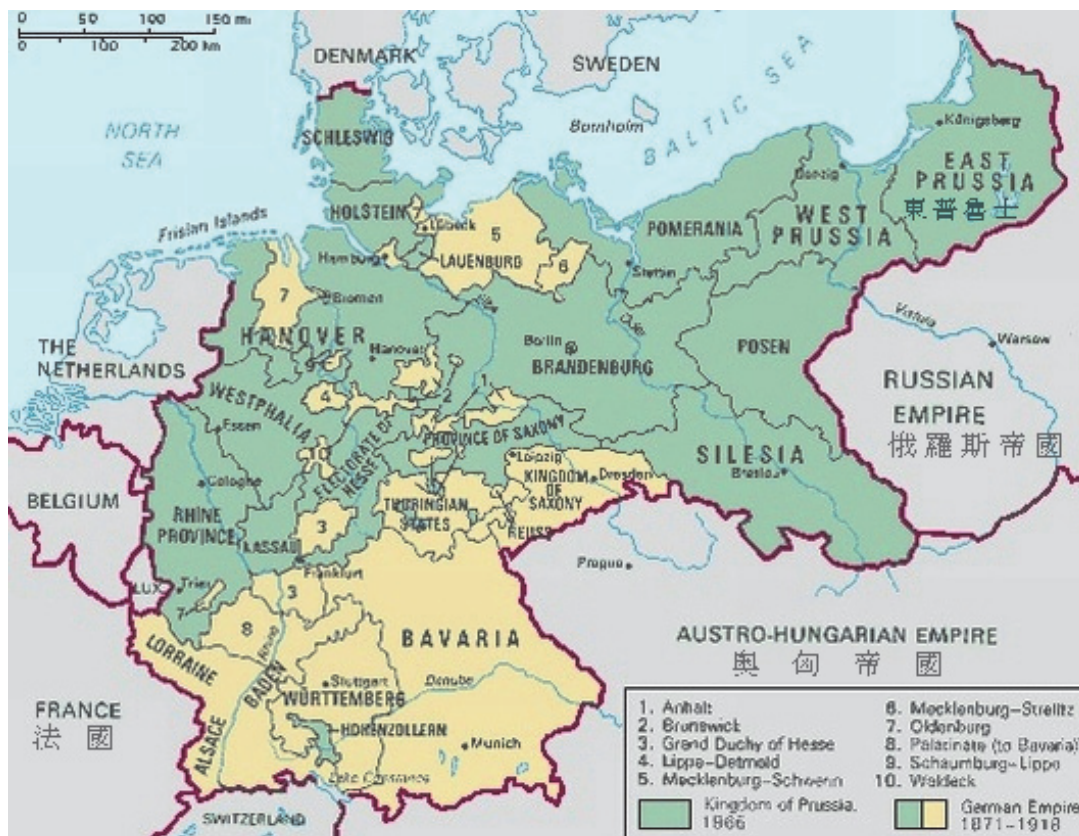 0 50 100 150 mi
0 100 200 km
DENMARK
SWEDEN
NORTH
SEA
BALTIC SEA
Bornholm
Königsberg
SCHLESWIG
EAST
PRUSSIA
東普魯士
Danzig
WEST
PRUSSIA
HOLSTEIN
7
Lübeck
POMERANIA
Frisian Islands
Hamburg
LAUENBURG
5
6
Stettin
7
Bremen
Elbe
Oder
Vistula
Warsaw
THE
NETHERLANDS
HANOVER
Hanover
9
Berlin
BRANDENBURG
POSEN
RUSSIAN
EMPIRE
俄羅斯帝國
WESTPHALIA
4
2
1
Essen
10
ELECTORATE OF
HESSE
PROVINCE OF SAXONY
Leipzig
KINGDOM
OF
SAXONY
Dresden
SILESIA
Breslau
BELGIUM
Cologne
RHINE
PROVINCE
3
THURINGIAN
STATES
REUSS
NASSAU
Frankfurt
Prague
LUX
Trier
7
3
8
Rhine
BAVARIA
AUSTRO-HUNGARIAN EMPIRE
奧匈帝國
LORRAINE
BADEN
Stuttgart
WÜRTTEMBERG
Danube
FRANCE
法國
ALSACE
HOHENZOLLERN
Munich
Lake Constance
SWITZERLAND
1. Anhalt
2. Brunswick
3. Grand Duchy of Hesse
4. Lippe-Detmold
5. Mecklenburg-Schwerin
6. Mecklenburg-Strelitz
7. Oldenburg
8. Palatinate (to Bavaria)
9. Schaumburg-Lippe
10. Waldeck
Kingdom of Prussia,
1866
German Empire
1871-1918